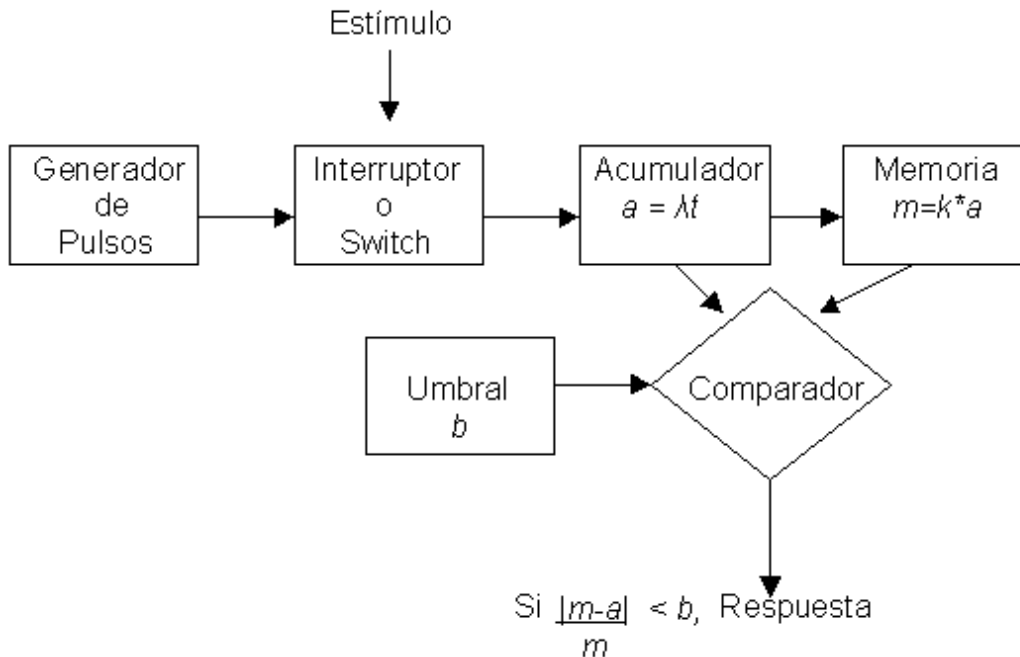 Estímulo
Generador
de
Pulsos
Interruptor
o
Switch
Acumulador
a = λt
Memoria
m=k*a
Umbral
b
Comparador
Si |m-a| < b, Respuesta
m